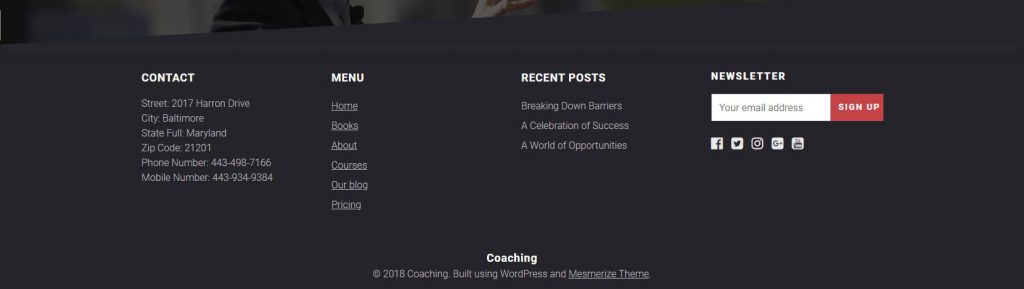 CONTACT
Street: 2017 Harron Drive
City: Baltimore
State Full: Maryland
Zip Code: 21201
Phone Number: 443-498-7166
Mobile Number: 443-934-9384
MENU
Home
Books
About
Courses
Our blog
Pricing
RECENT POSTS
Breaking Down Barriers
A Celebration of Success
A World of Opportunities
NEWSLETTER
Your email address
SIGN UP
Coaching
© 2018 Coaching. Built using WordPress and Mesmerize Theme.